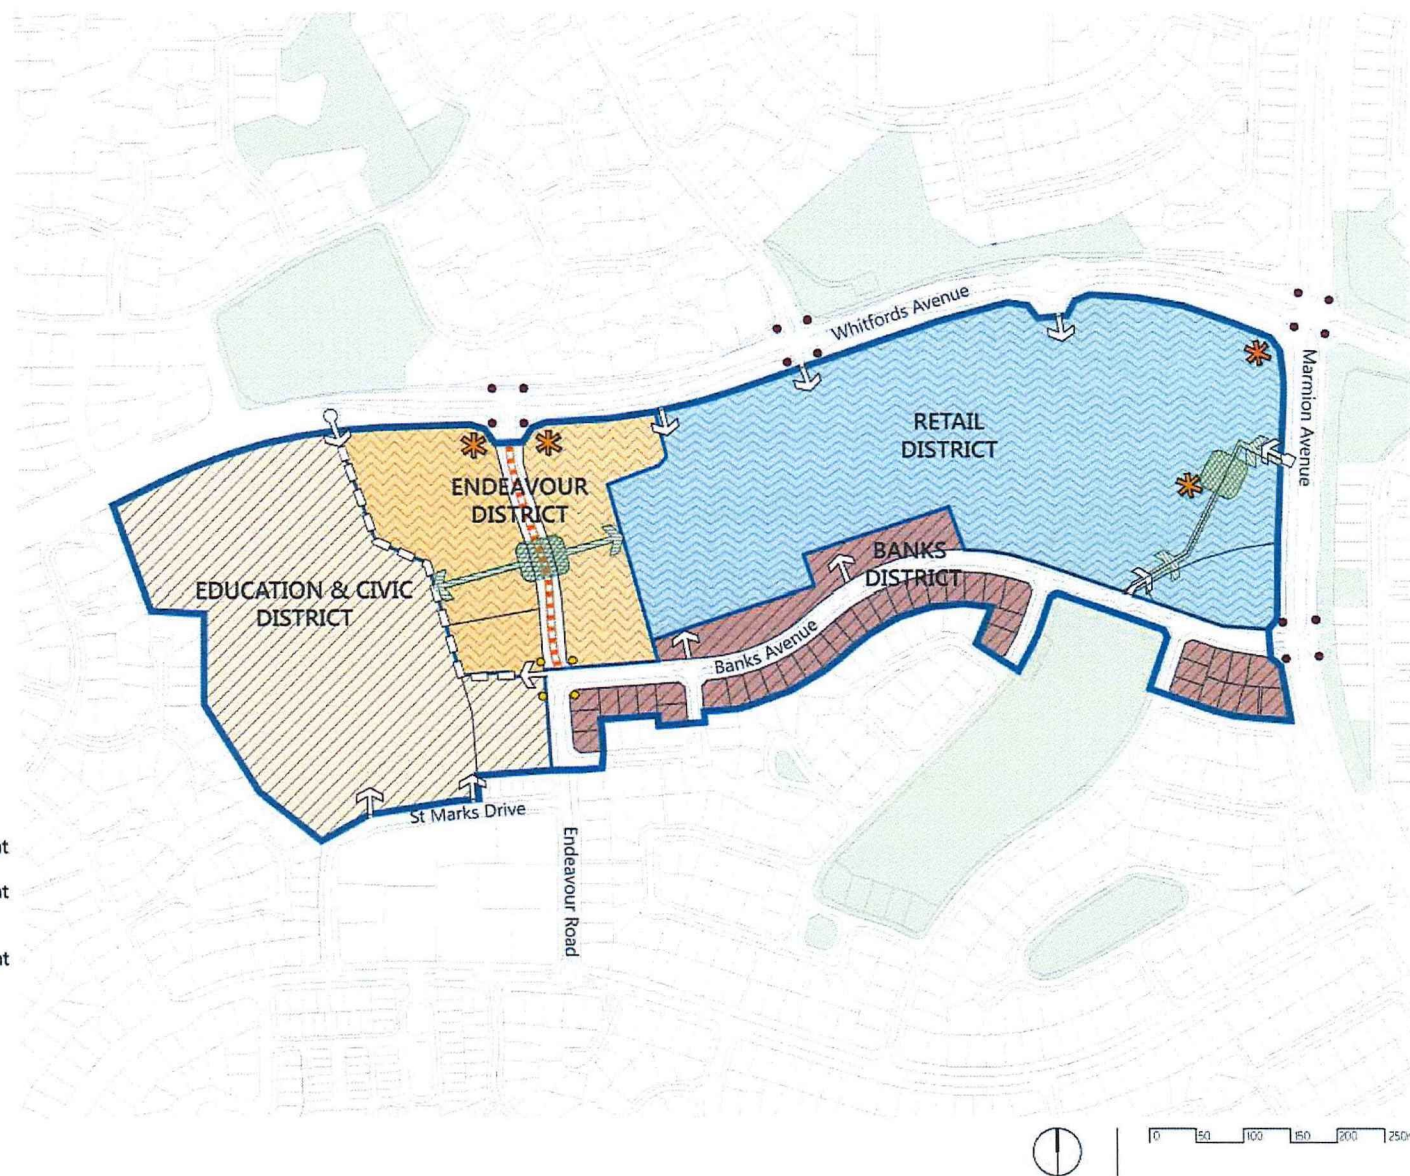 Whitfords Avenue
Marmion Avenue
RETAIL
DISTRICT
ENDEAVOUR
DISTRICT
BANKS
DISTRICT
EDUCATION & CIVIC
DISTRICT
Banks Avenue
St Marks Drive
Endeavour Road
0 50 100 150 200 250